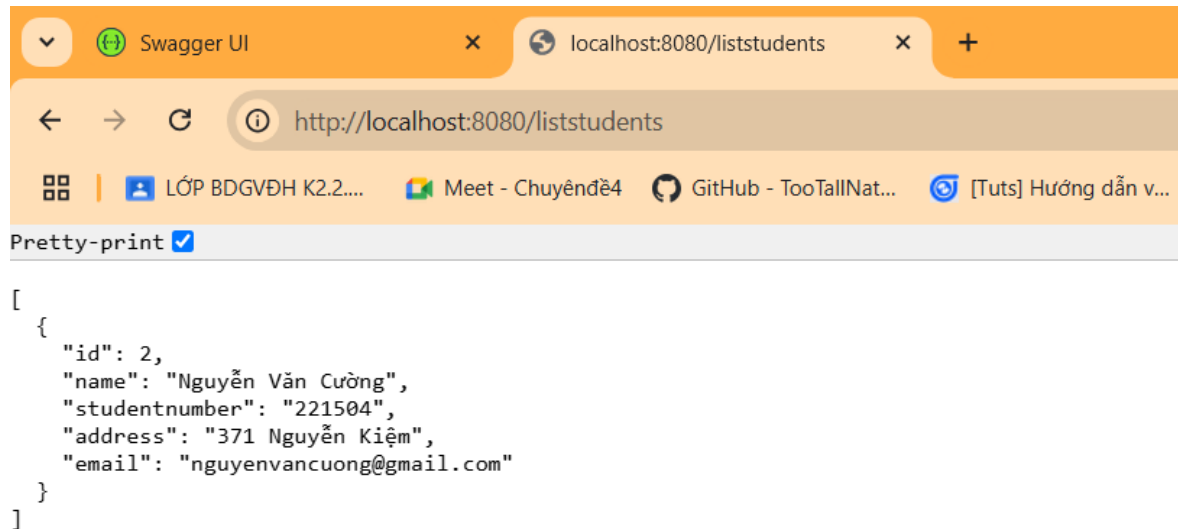 Swagger UI
localhost:8080/liststudents
http://localhost:8080/liststudents
LỚP BDGVĐH K2.2....
Meet - Chuyênđề4
GitHub - TooTallNat...
[Tuts] Hướng dẫn v...
Pretty-print
[
{
"id": 2,
"name": "Nguyễn Văn Cường",
"studentnumber": "221504",
"address": "371 Nguyễn Kiệm",
"email": "nguyenvancuong@gmail.com"
}
]